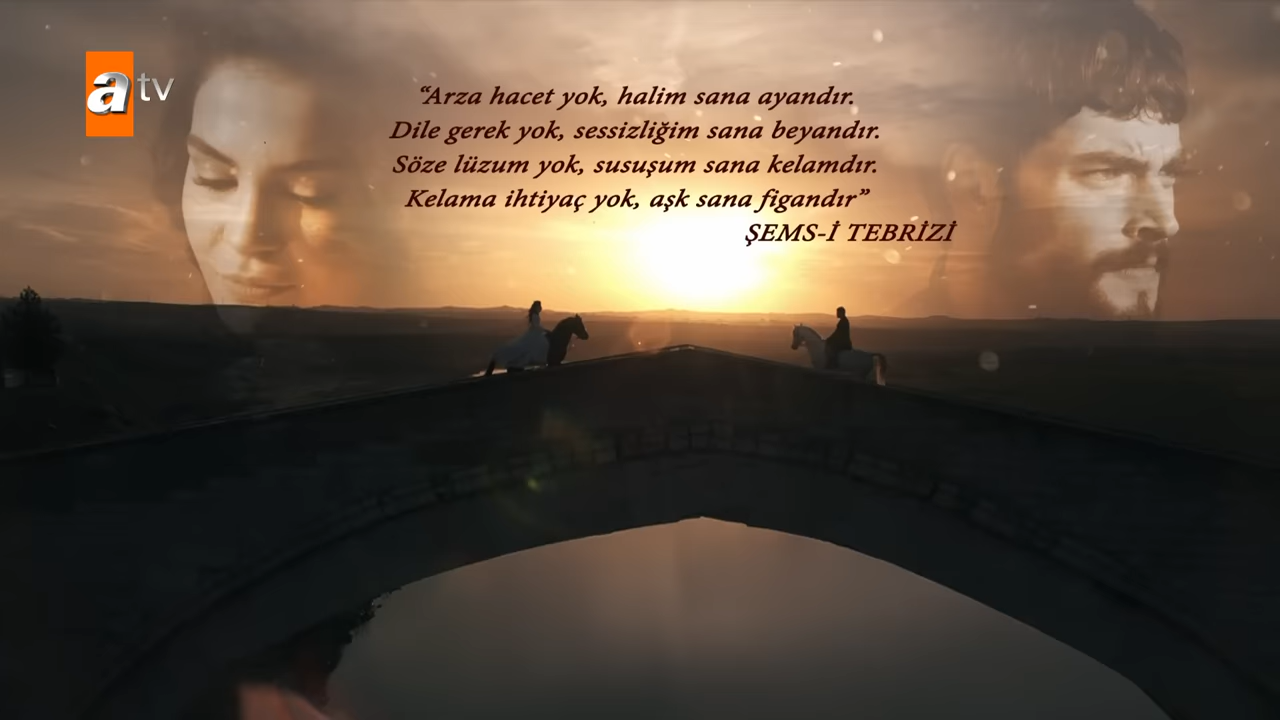 atv
“Arza hacet yok, halim sana ayandır.
Dile gerek yok, sessizliğim sana beyandır.
Söze lüzum yok, susuşum sana kelamdır.
Kelama ihtiyaç yok, aşk sana figandır”
ŞEMS-İ TEBRİZİ